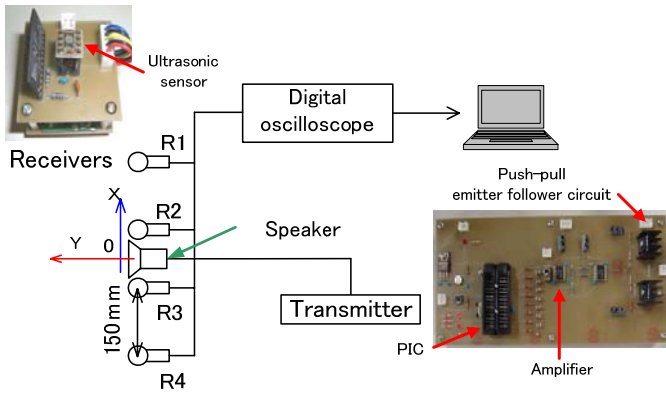 Ultrasonic
sensor
Digital
oscilloscope
Receivers
R1
Push-pull
emitter follower circuit
X
R2
Y
0
Speaker
150mm
R3
Transmitter
R4
PIC
Amplifier